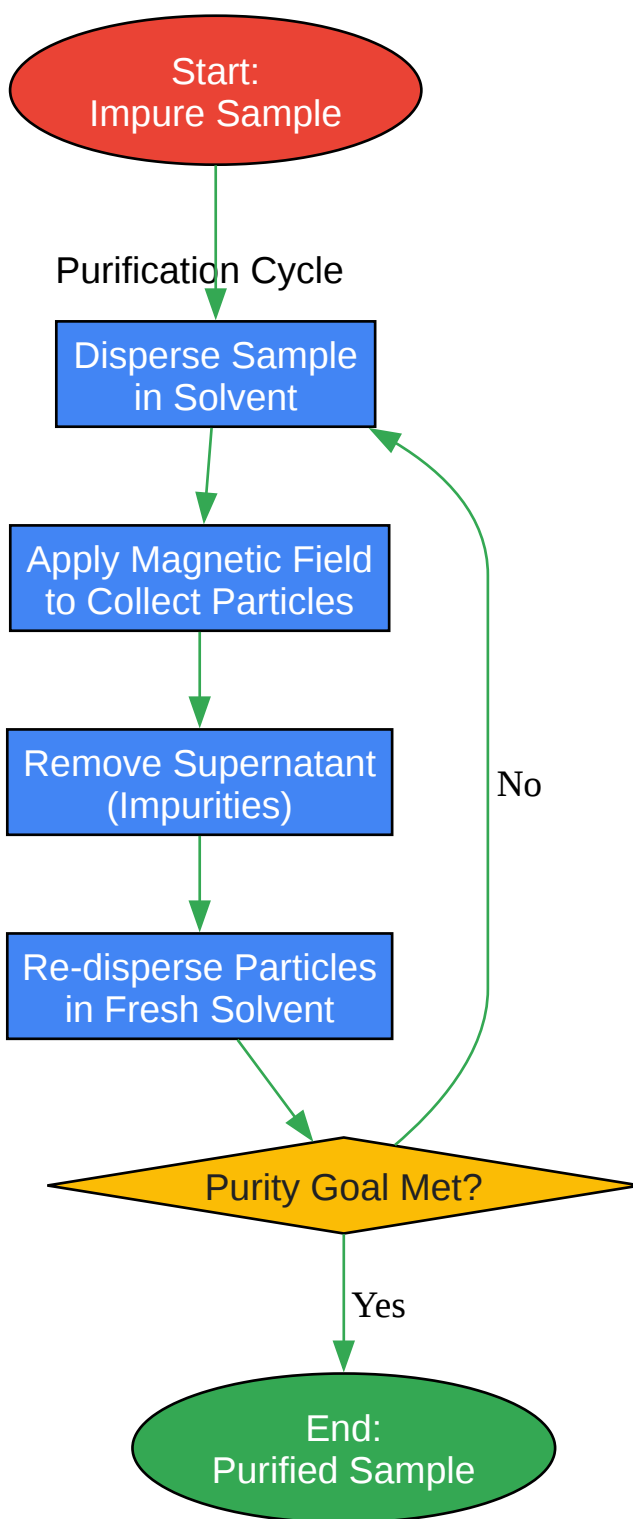 Start:
Impure Sample
Purification Cycle
Disperse Sample
in Solvent
Apply Magnetic Field
to Collect Particles
Remove Supernatant
(Impurities)
No
Re-disperse Particles
in Fresh Solvent
Purity Goal Met?
Yes
End:
Purified Sample